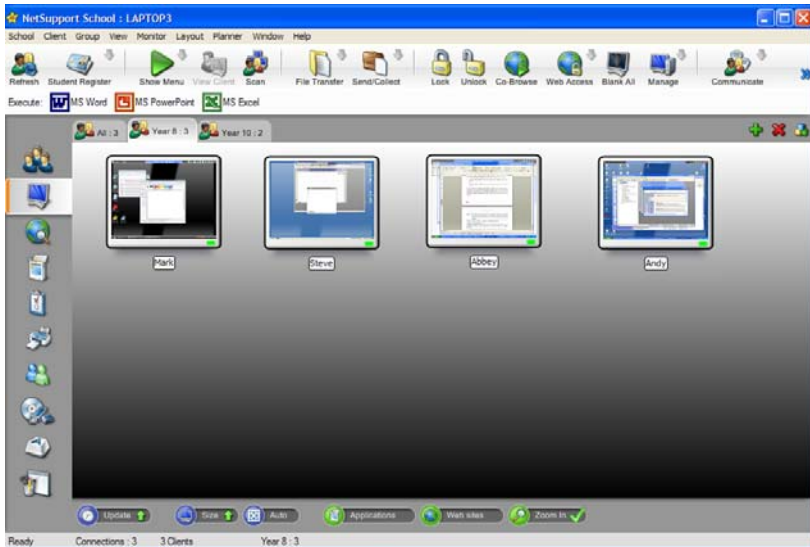 NetSupport School : LAPTOP3
School Client Group View Monitor Layout Planner Window Help
Refresh Student Register Show Menu View Client Scan File Transfer Send/Collect Lock Unlock Co-Browse Web Access Blank All Manage Communicate
Execute: MS Word MS PowerPoint MS Excel
All : 3 Year 8 : 3 Year 10 : 2
Mark Steve Abbey Andy
Update Size Auto Applications Web sites Zoom In
Ready Connections : 3 3 Clients Year 8 : 3